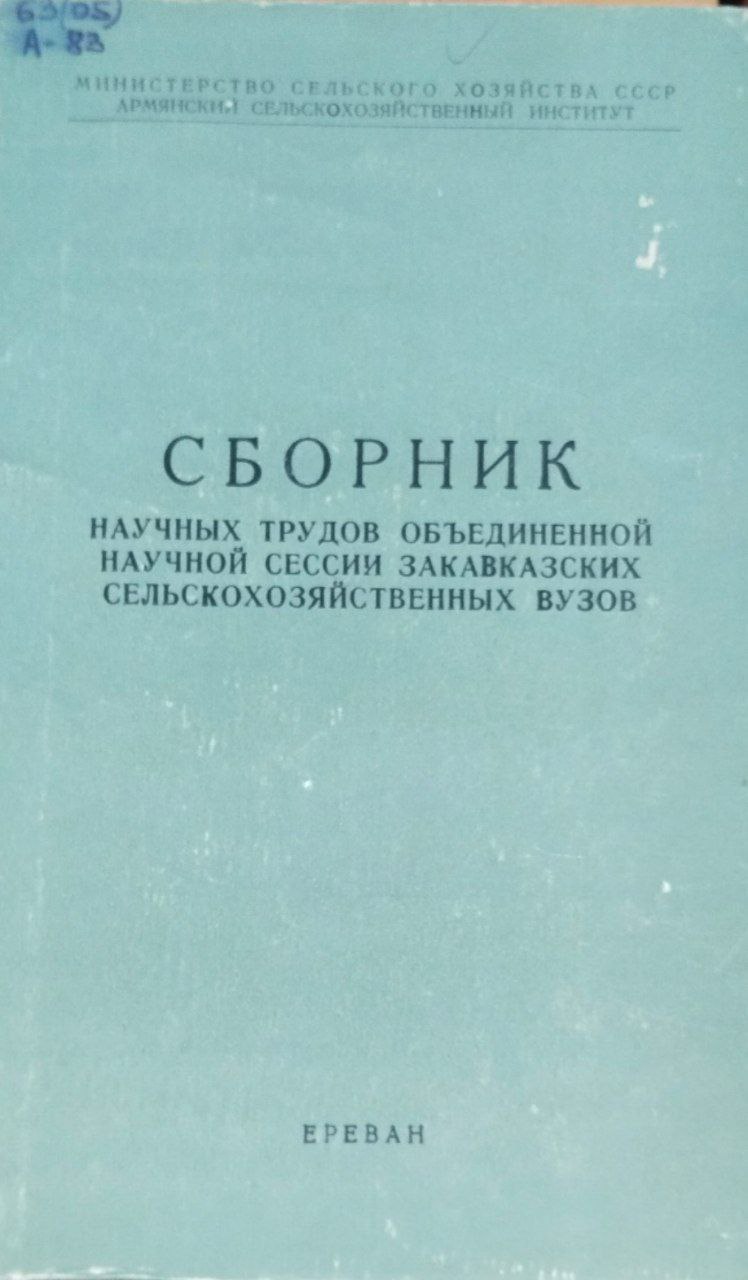 63(05)
А-83
МИНИСТЕРСТВО СЕЛЬСКОГО ХОЗЯЙСТВА СССР
АРМЯНСКИЙ СЕЛЬСКОХОЗЯЙСТВЕННЫЙ ИНСТИТУТ
СБОРНИК
НАУЧНЫХ ТРУДОВ ОБЪЕДИНЕННОЙ
НАУЧНОЙ СЕССИИ ЗАКАВКАЗСКИХ
СЕЛЬСКОХОЗЯЙСТВЕННЫХ ВУЗОВ
ЕРЕВАН